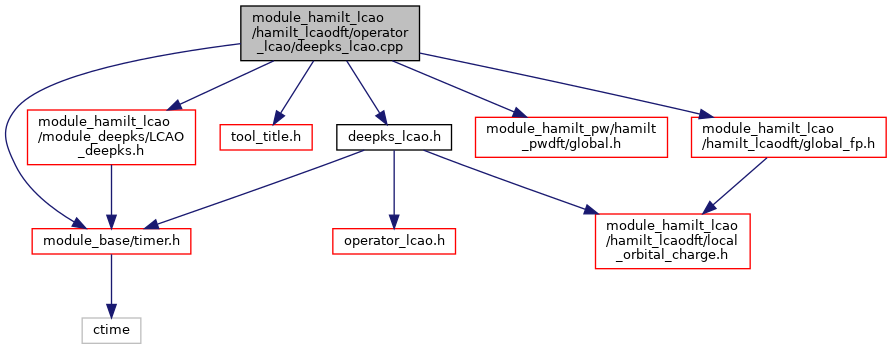 module_hamilt_lcao
/hamilt_lcaodft/operator
_lcao/deepks_lcao.cpp
module_hamilt_lcao
/module_deepks/LCAO
_deepks.h
tool_title.h
deepks_lcao.h
module_hamilt_pw/hamilt
_pwdft/global.h
module_hamilt_lcao
/hamilt_lcaodft/global_fp.h
module_base/timer.h
operator_lcao.h
module_hamilt_lcao
/hamilt_lcaodft/local
_orbital_charge.h
ctime